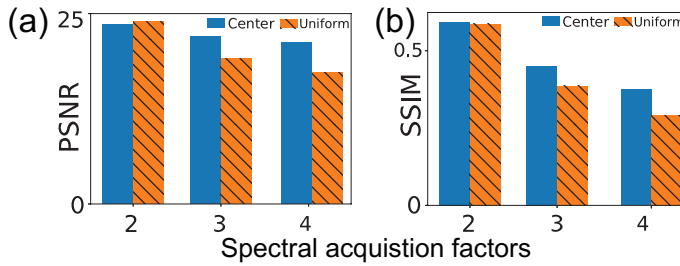 (a)
25
Center
Uniform
PSNR
0
2 3 4
(b)
Center
Uniform
0.5
SSIM
0
2 3 4
Spectral acquistion factors